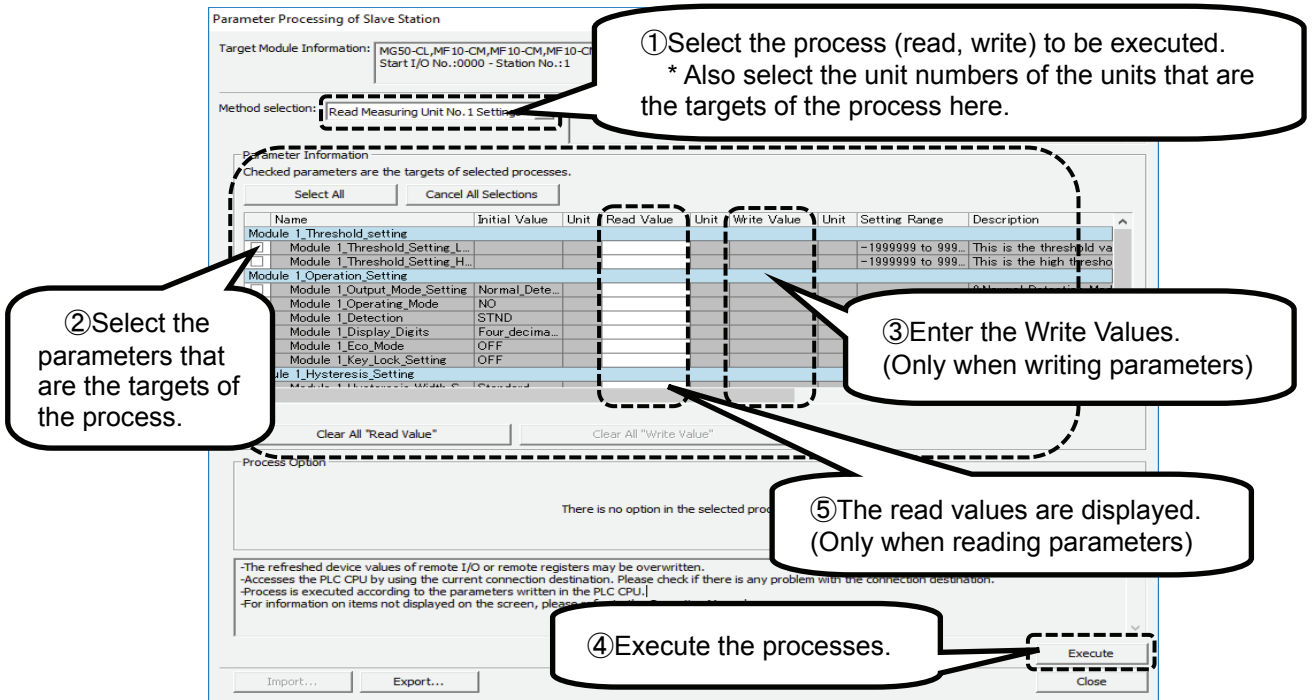 Parameter Processing of Slave Station
Target Module Information: MG50-CL,MF10-CM,MF10-CM,MF10-CM
Start I/O No.:0000 - Station No.:1
①Select the process (read, write) to be executed.
* Also select the unit numbers of the units that are
the targets of the process here.
Method selection: Read Measuring Unit No.1
Parameter Information
Checked parameters are the targets of selected processes.
Select All Cancel All Selections
Name Initial Value Unit Read Value Unit Write Value Unit Setting Range Description
Module 1_Threshold_setting
Module 1_Threshold_Setting_L... -1999999 to 999... This is the threshold va
Module 1_Threshold_Setting_H... -1999999 to 999... This is the high thresho
Module 1_Operation_Setting
Module 1_Output_Mode_Setting Normal_Dete...
Module 1_Operating_Mode NO
Module 1_Detection STND
Module 1_Display_Digits Four_decima...
Module 1_Eco_Mode OFF
Module 1_Key_Lock_Setting OFF
1_Hysteresis_Setting
②Select the
parameters that
are the targets of
the process.
③Enter the Write Values.
(Only when writing parameters)
Clear All "Read Value" Clear All "Write Value"
Process Option
There is no option in the selected
⑤The read values are displayed.
(Only when reading parameters)
-The refreshed device values of remote I/O or remote registers may be overwritten.
-Accesses the PLC CPU by using the current connection destination. Please check if there is any problem with the connection destination.
-Process is executed according to the parameters written in the PLC CPU.
-For information on items not displayed on the screen,
④Execute the processes.
Execute
Import... Export... Close